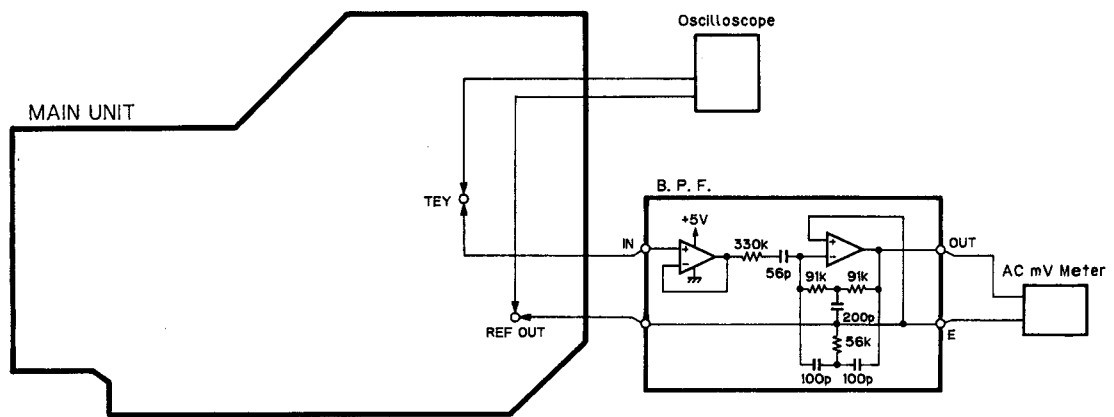 Oscilloscope
MAIN UNIT
TEY
B. P. F.
+5V
IN
330k
56p
OUT
91k 91k
AC mV Meter
200p
REF OUT
E
56k
100p 100p